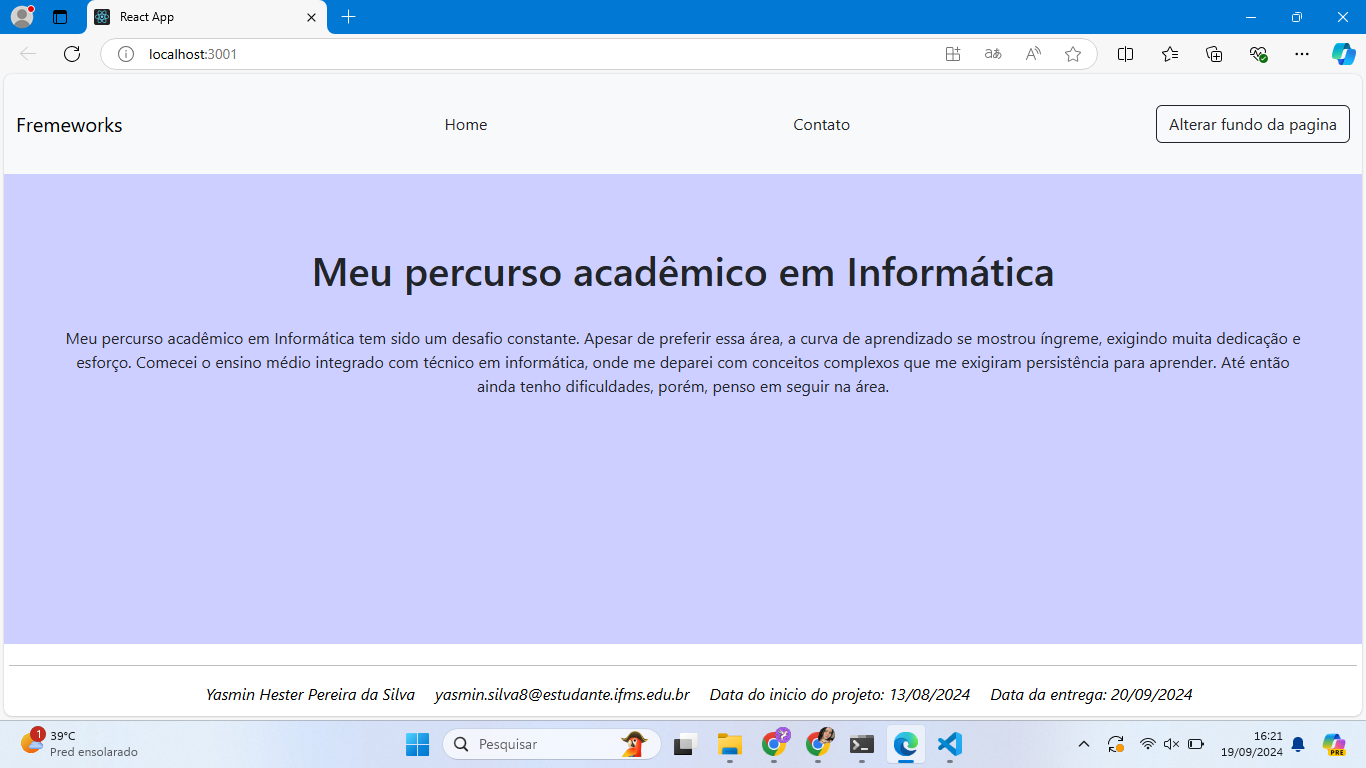 React App
localhost:3001
Fremeworks
Home
Contato
Alterar fundo da pagina
Meu percurso acadêmico em Informática
Meu percurso acadêmico em Informática tem sido um desafio constante. Apesar de preferir essa área, a curva de aprendizado se mostrou íngreme, exigindo muita dedicação e
esforço. Comecei o ensino médio integrado com técnico em informática, onde me deparei com conceitos complexos que me exigiram persistência para aprender. Até então
ainda tenho dificuldades, porém, penso em seguir na área.
Yasmin Hester Pereira da Silva yasmin.silva8@estudante.ifms.edu.br Data do inicio do projeto: 13/08/2024 Data da entrega: 20/09/2024
1
39°C
Pred ensolarado
Pesquisar
PRE
16:21
19/09/2024